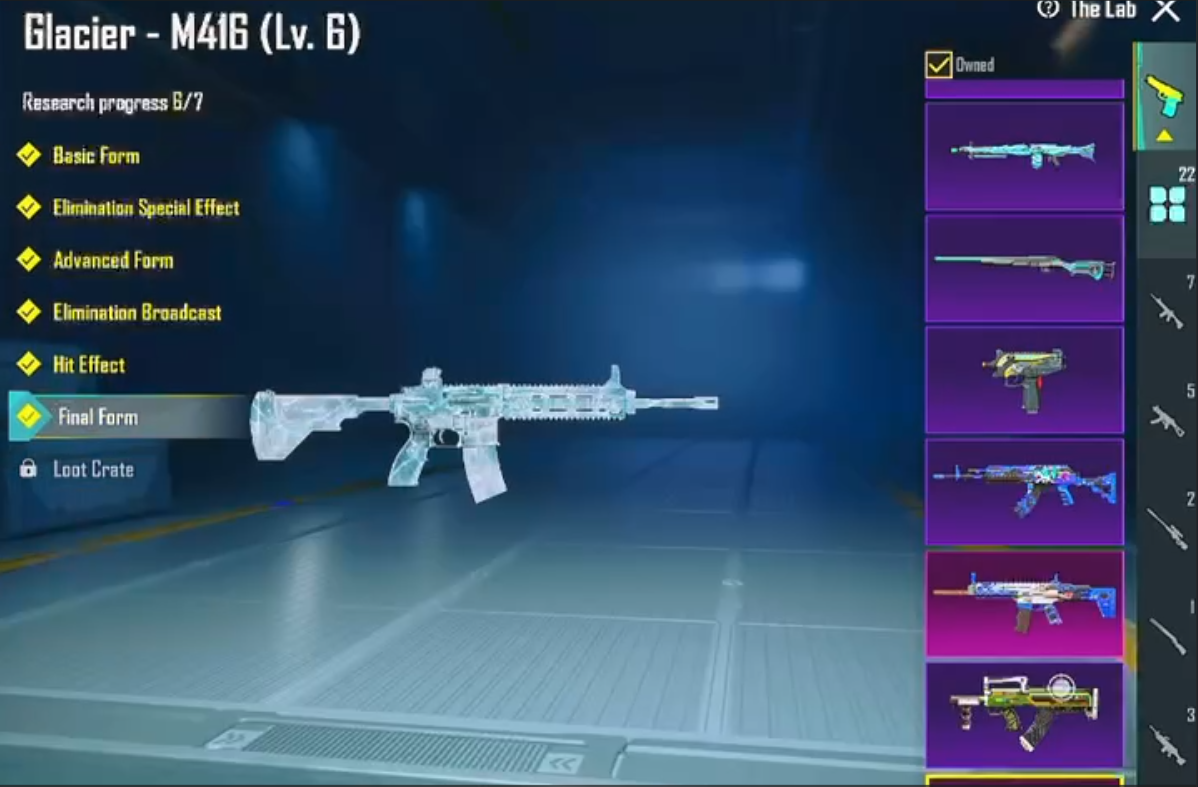 Glacier - M416 (Lv. 6)
? The Lab
Research progress 6/7
Basic Form
Elimination Special Effect
Advanced Form
Elimination Broadcast
Hit Effect
Final Form
Loot Crate
Owned
22
7
5
2
1
3